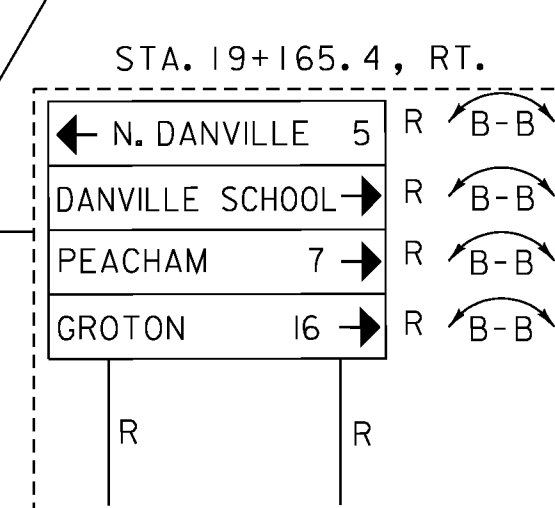 STA. 19+165.4, RT.
N. DANVILLE 5 R B-B
DANVILLE SCHOOL R B-B
PEACHAM 7 R B-B
GROTON 16 R B-B
R R